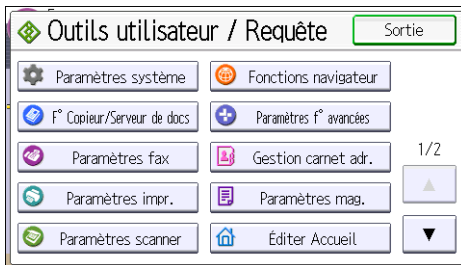 Outils utilisateur / Requête
Sortie
Paramètres système
Fonctions navigateur
F° Copieur/Serveur de docs
Paramètres f° avancées
Paramètres fax
Gestion carnet adr.
1/2
Paramètres impr.
Paramètres mag.
Paramètres scanner
Éditer Accueil